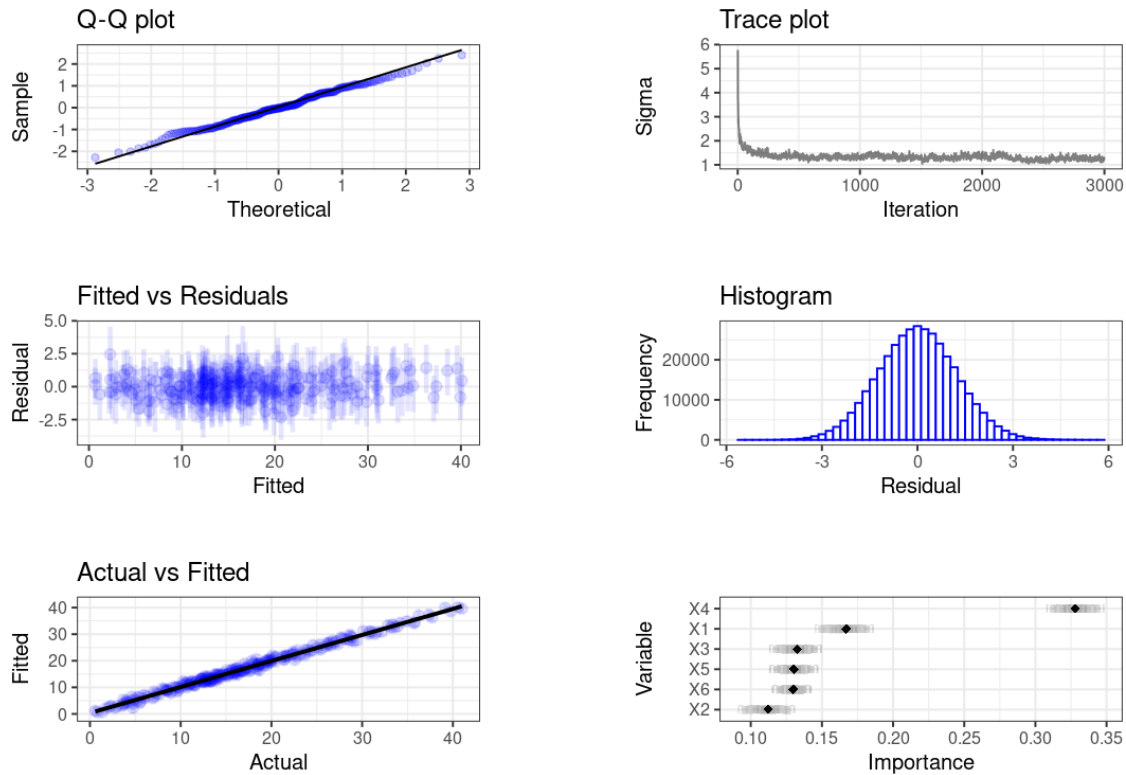 Q-Q plot
Sample
2
1
0
-1
-2
-3 -2 -1 0 1 2 3
Theoretical
Trace plot
Sigma
6
5
4
3
2
1
0 1000 2000 3000
Iteration
Fitted vs Residuals
Residual
5.0
2.5
0.0
-2.5
0 10 20 30 40
Fitted
Histogram
Frequency
20000
10000
0
-6 -3 0 3 6
Residual
Actual vs Fitted
Fitted
40
30
20
10
0
0 10 20 30 40
Actual
Variable
X4
X1
X3
X5
X6
X2
0.10 0.15 0.20 0.25 0.30 0.35
Importance